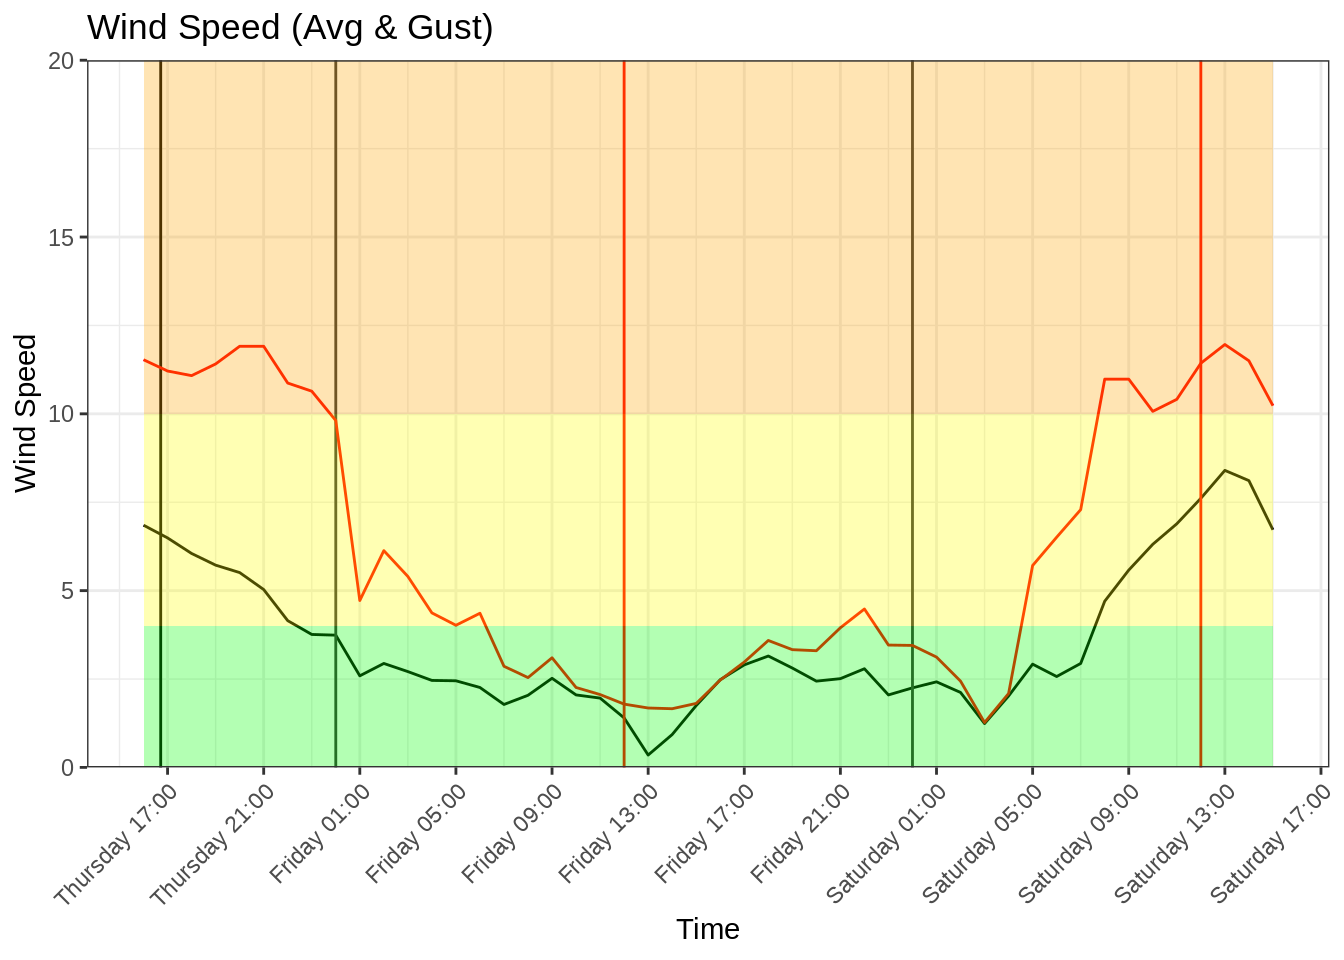 Wind Speed (Avg & Gust)
20
15
10
5
0
Wind Speed
Thursday 17:00
Thursday 21:00
Friday 01:00
Friday 05:00
Friday 09:00
Friday 13:00
Friday 17:00
Friday 21:00
Saturday 01:00
Saturday 05:00
Saturday 09:00
Saturday 13:00
Saturday 17:00
Time